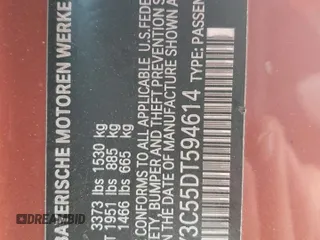 BAYERISCHE MOTOREN WERKE
3373 lbs 1530 kg
T 1951 lbs 885 kg
1466 lbs 665 kg
CONFORMS TO ALL APPLICABLE U.S. FEDE
BUMPER AND THEFT PREVENTION
DATE OF MANUFACTURE SHOWN
3C55DT594614 TYPE: PASSEN
DREAMBID